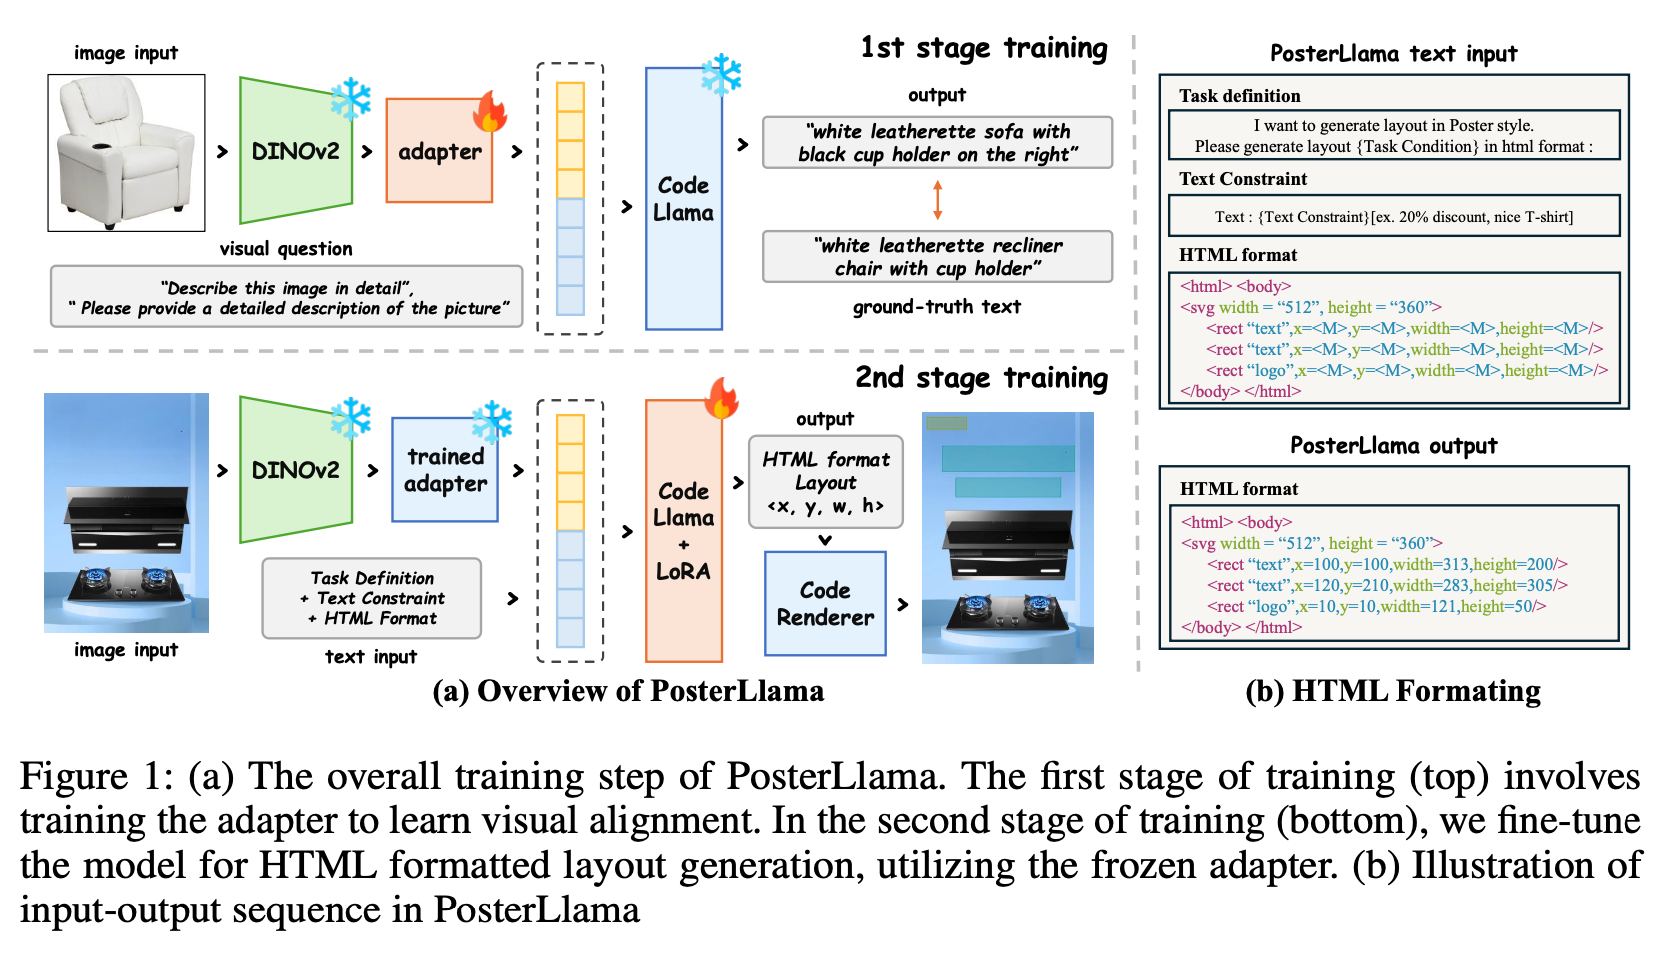 image input
DINOv2
adapter
visual question
“Describe this image in detail”,
“ Please provide a detailed description of the picture”
1st stage training
Code
Llama
output
“white leatherette sofa with
black cup holder on the right”
“white leatherette recliner
chair with cup holder”
ground-truth text
2nd stage training
DINOv2
trained
adapter
image input
Task Definition
+ Text Constraint
+ HTML Format
text input
Code
Llama
+
LoRA
output
HTML format
Layout
<x, y, w, h>
Code
Renderer
(a) Overview of PosterLlama
PosterLlama text input
Task definition
I want to generate layout in Poster style.
Please generate layout {Task Condition} in html format :
Text Constraint
Text : {Text Constraint}[ex. 20% discount, nice T-shirt]
HTML format
<html> <body>
<svg width = “512”, height = “360”>
<rect “text”,x=<M>,y=<M>,width=<M>,height=<M>/>
<rect “text”,x=<M>,y=<M>,width=<M>,height=<M>/>
<rect “logo”,x=<M>,y=<M>,width=<M>,height=<M>/>
</body> </html>
PosterLlama output
HTML format
<html> <body>
<svg width = “512”, height = “360”>
<rect “text”,x=100,y=100,width=313,height=200/>
<rect “text”,x=120,y=210,width=283,height=305/>
<rect “logo”,x=10,y=10,width=121,height=50/>
</body> </html>
(b) HTML Formating
Figure 1: (a) The overall training step of PosterLlama. The first stage of training (top) involves
training the adapter to learn visual alignment. In the second stage of training (bottom), we fine-tune
the model for HTML formatted layout generation, utilizing the frozen adapter. (b) Illustration of
input-output sequence in PosterLlama